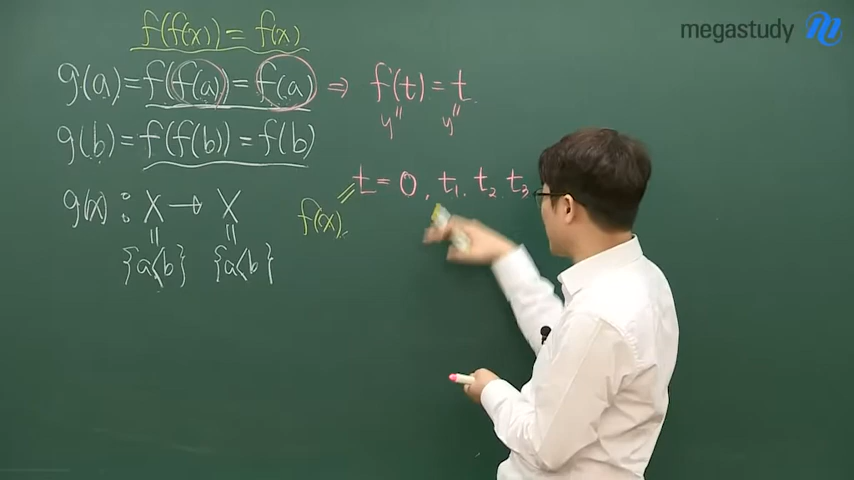 megastudy
f(f(x)) = f(x)
g(a) = f(f(a)) = f(a) ⇒ f(t) = t
y" y"
g(b) = f(f(b)) = f(b)
t = 0, t₁, t₂, t₃
g(x) : X → X
f(x)
|| ||
{a<b} {a<b}